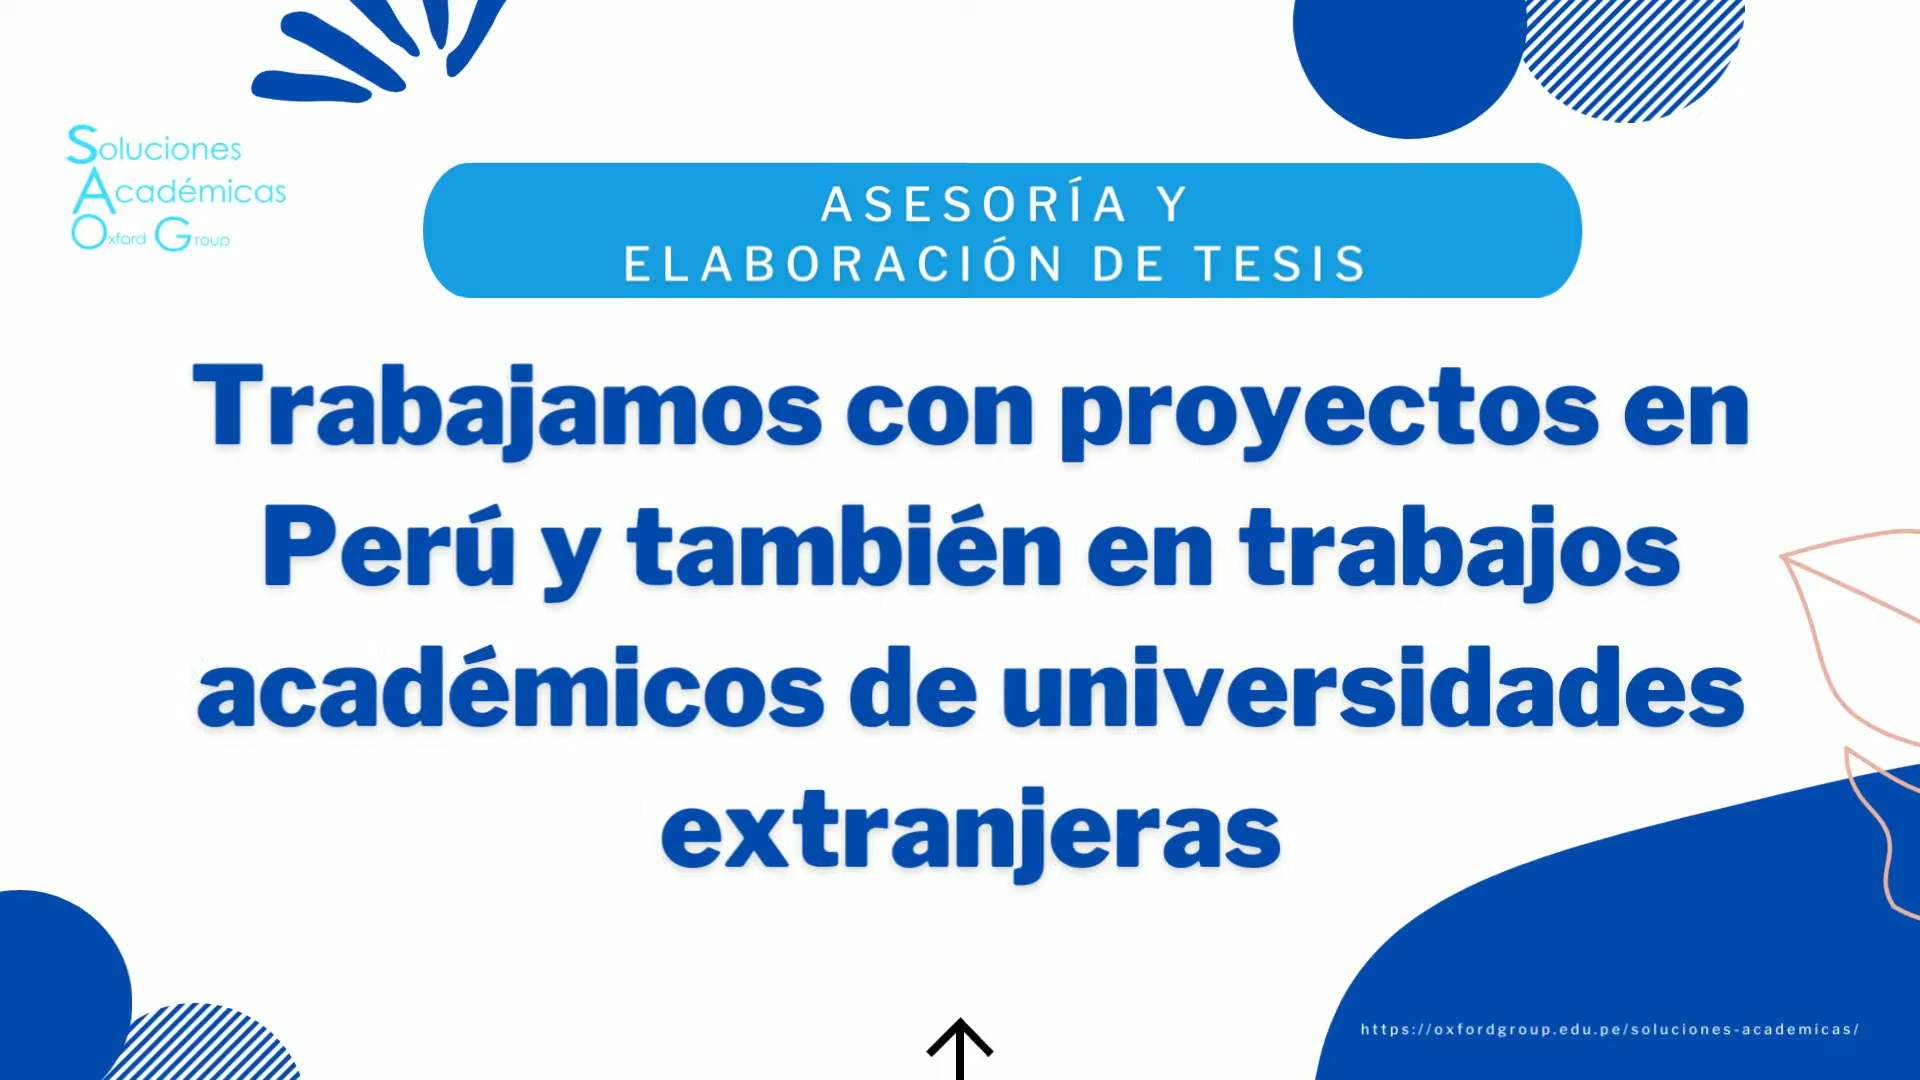 Soluciones
Académicas
Oxford Group
ASESORÍA Y
ELABORACIÓN DE TESIS
Trabajamos con proyectos en
Perú y también en trabajos
académicos de universidades
extranjeras
https://oxfordgroup.edu.pe/soluciones-academicas/